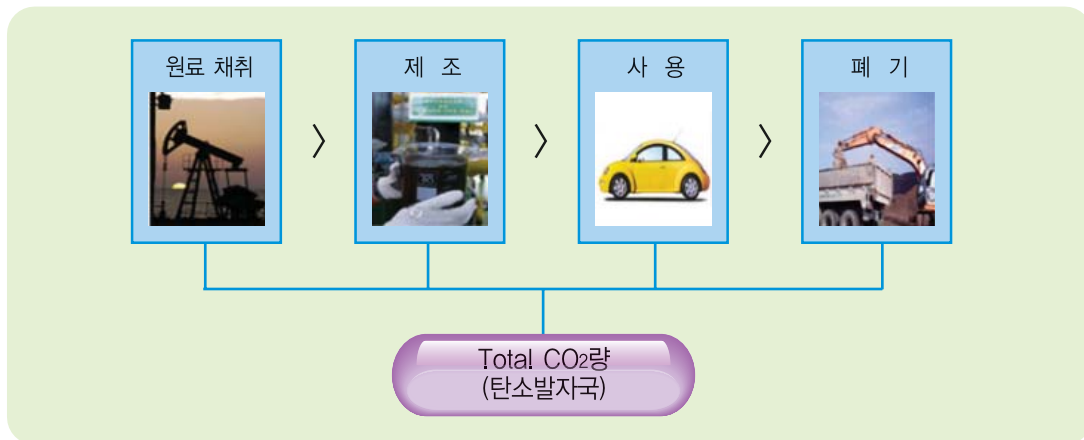 원료 채취
제 조
사 용
폐 기
Total CO2량
(탄소발자국)